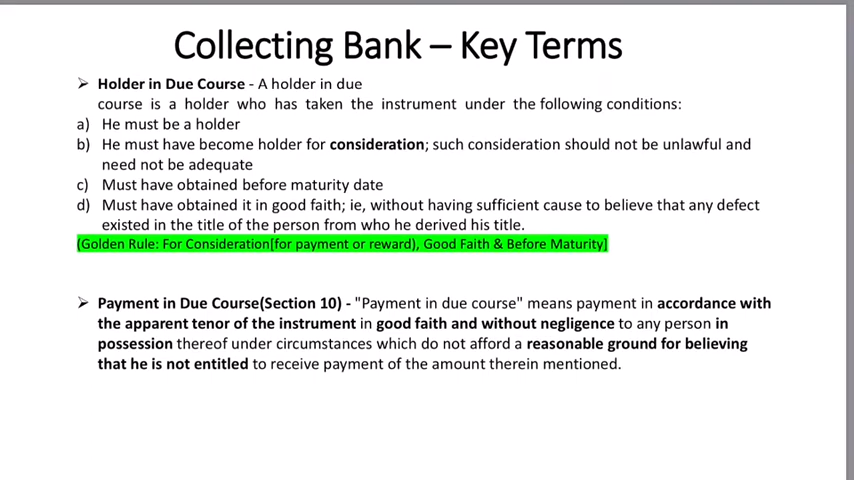 Collecting Bank – Key Terms
➢ Holder in Due Course - A holder in due
course is a holder who has taken the instrument under the following conditions:
a) He must be a holder
b) He must have become holder for consideration; such consideration should not be unlawful and
need not be adequate
c) Must have obtained before maturity date
d) Must have obtained it in good faith; ie, without having sufficient cause to believe that any defect
existed in the title of the person from who he derived his title.
(Golden Rule: For Consideration[for payment or reward), Good Faith & Before Maturity]
➢ Payment in Due Course(Section 10) - "Payment in due course" means payment in accordance with
the apparent tenor of the instrument in good faith and without negligence to any person in
possession thereof under circumstances which do not afford a reasonable ground for believing
that he is not entitled to receive payment of the amount therein mentioned.